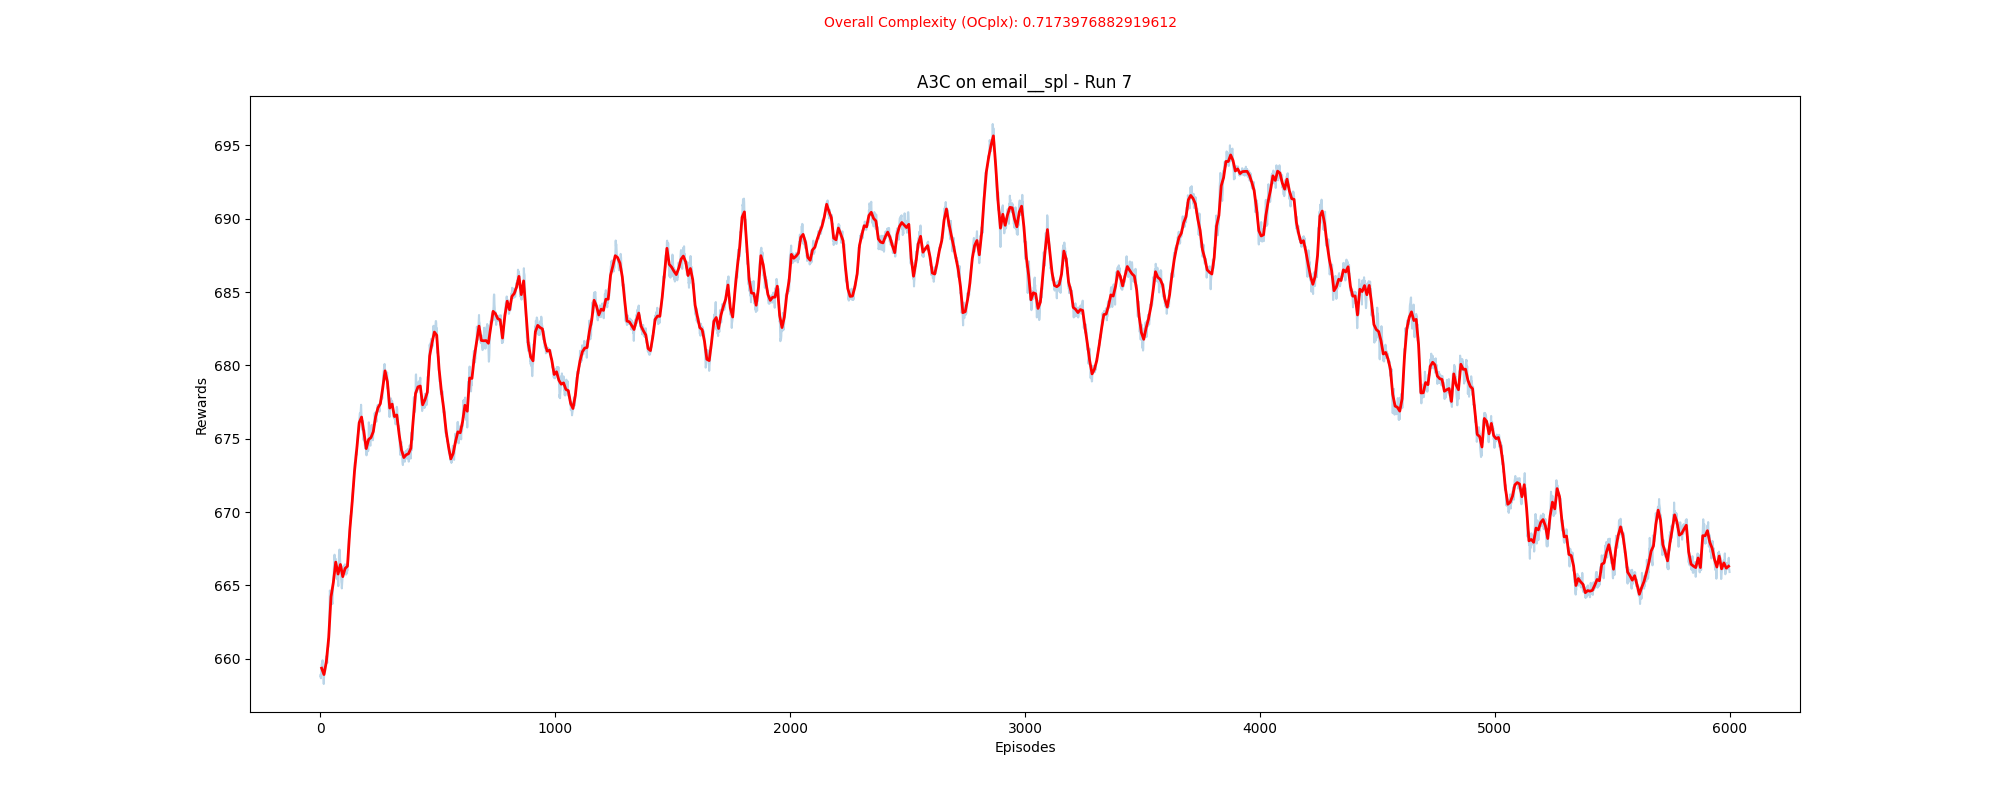 Overall Complexity (OCplx): 0.7173976882919612
A3C on email__spl - Run 7
695
690
685
680
675
670
665
660
Rewards
0 1000 2000 3000 4000 5000 6000
Episodes